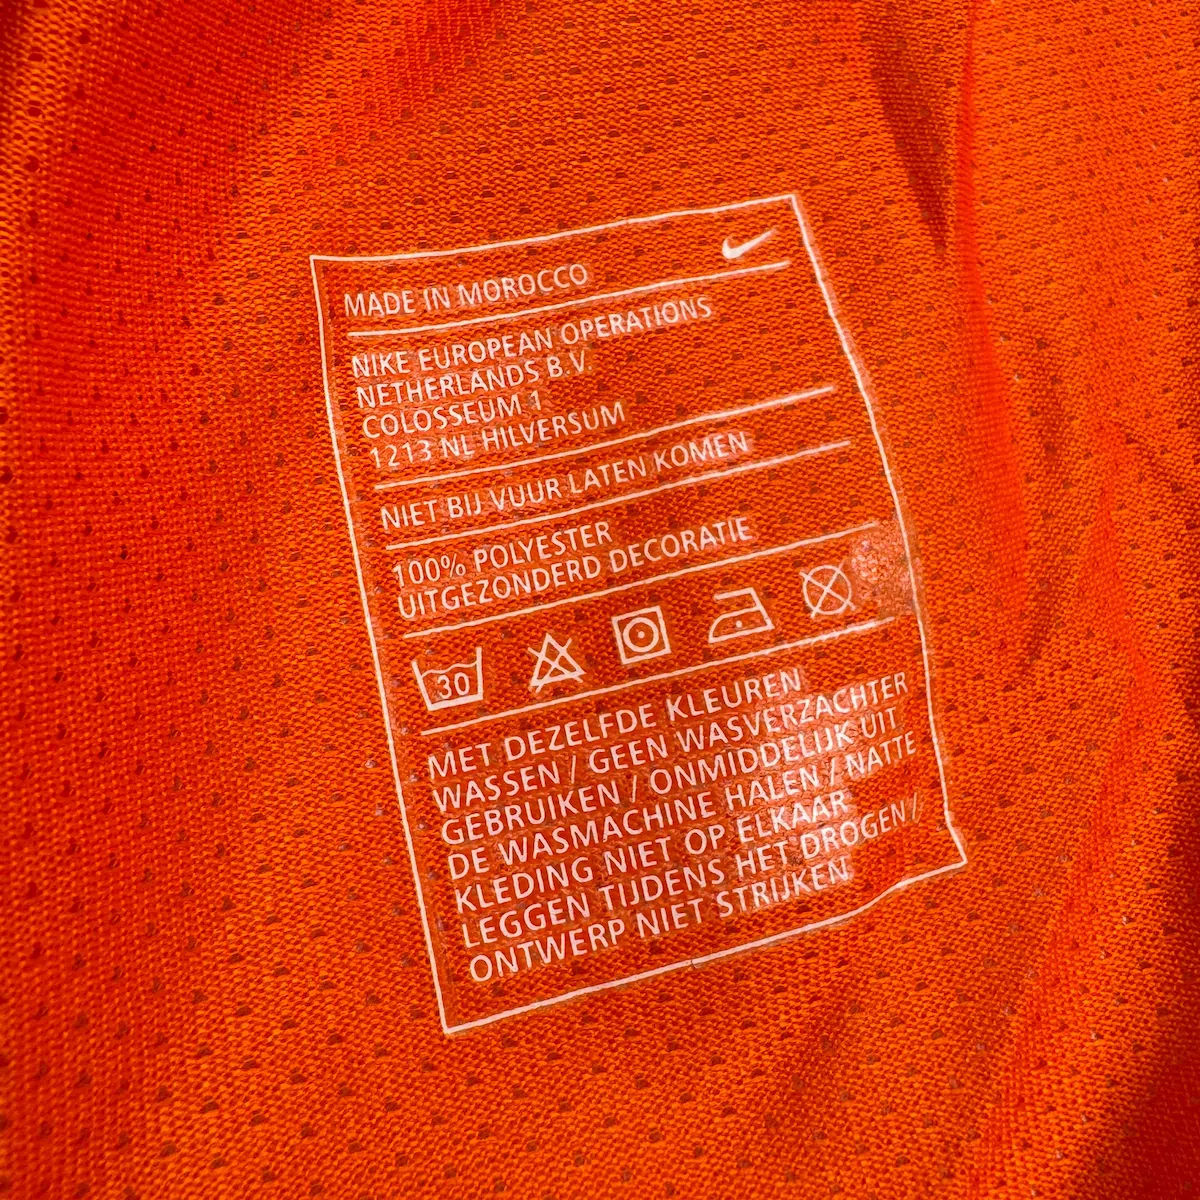 MADE IN MOROCCO
NIKE EUROPEAN OPERATIONS
NETHERLANDS B.V.
COLOSSEUM 1
1213 NL HILVERSUM
NIET BIJ VUUR LATEN KOMEN
100% POLYESTER
UITGEZONDERD DECORATIE
30
MET DEZELFDE KLEUREN
WASSEN / GEEN WASVERZACHTER
GEBRUIKEN / ONMIDDELIJK UIT
DE WASMACHINE HALEN / NATTE
KLEDING NIET OP ELKAAR
LEGGEN TIJDENS HET DROGEN /
ONTWERP NIET STRIJKEN